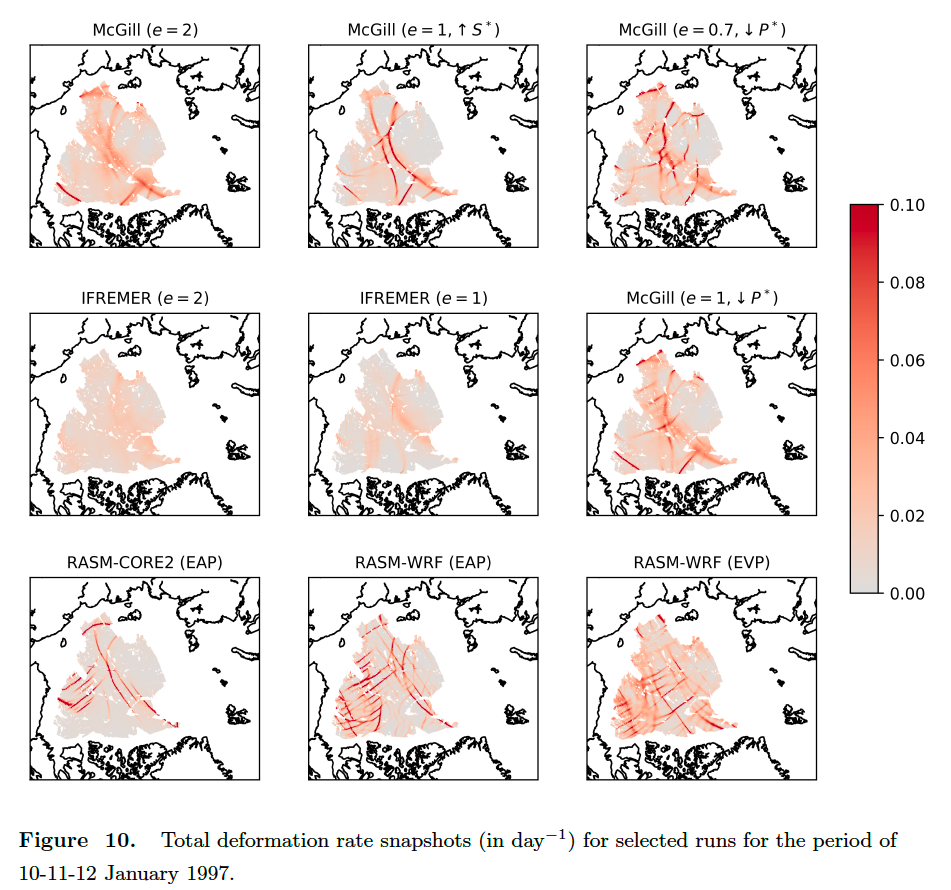 McGill (e = 2)
McGill (e = 1, ↑ S*)
McGill (e = 0.7, ↓ P*)
IFREMER (e = 2)
IFREMER (e = 1)
McGill (e = 1, ↓ P*)
RASM-CORE2 (EAP)
RASM-WRF (EAP)
RASM-WRF (EVP)
0.10
0.08
0.06
0.04
0.02
0.00
Figure 10. Total deformation rate snapshots (in day⁻¹) for selected runs for the period of
10-11-12 January 1997.